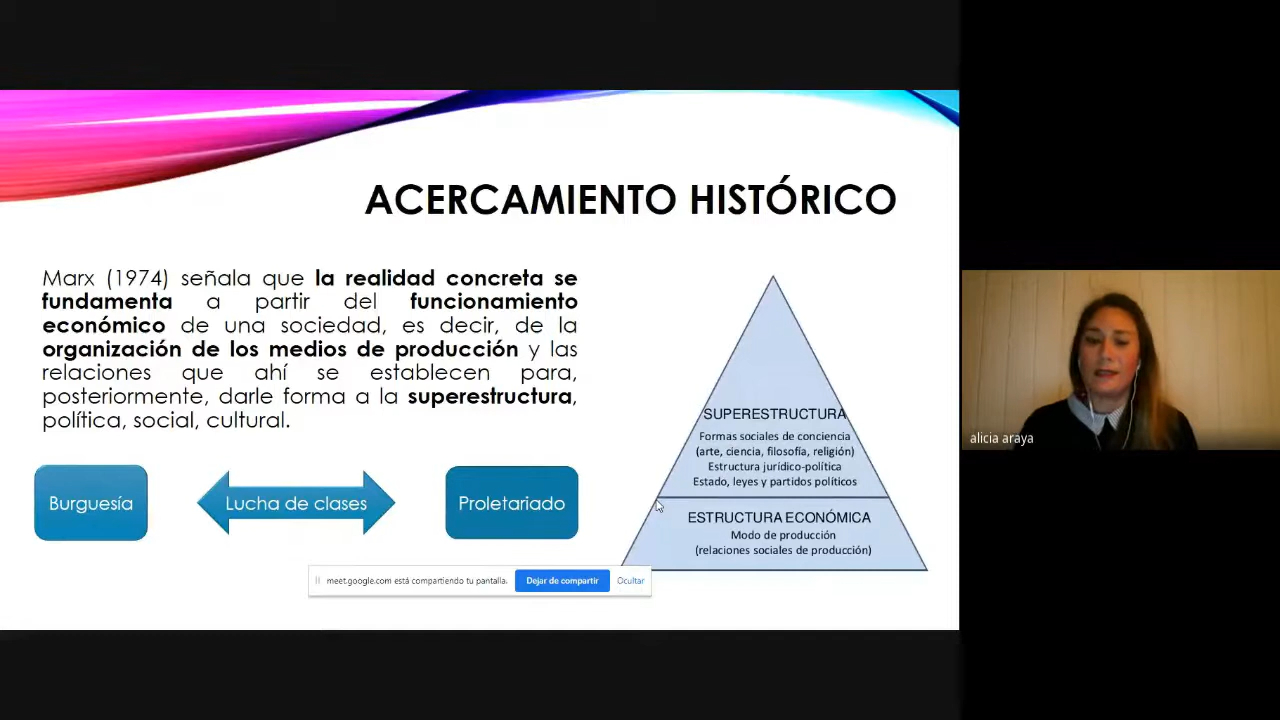 ACERCAMIENTO HISTÓRICO
Marx (1974) señala que la realidad concreta se
fundamenta a partir del funcionamiento
económico de una sociedad, es decir, de la
organización de los medios de producción y las
relaciones que ahí se establecen para,
posteriormente, darle forma a la superestructura,
política, social, cultural.
Burguesía
Lucha de clases
Proletariado
SUPERESTRUCTURA
Formas sociales de conciencia
(arte, ciencia, filosofía, religión)
Estructura jurídico-política
Estado, leyes y partidos políticos
ESTRUCTURA ECONÓMICA
Modo de producción
(relaciones sociales de producción)
meet.google.com está compartiendo tu pantalla.
Dejar de compartir
Ocultar
alicia araya